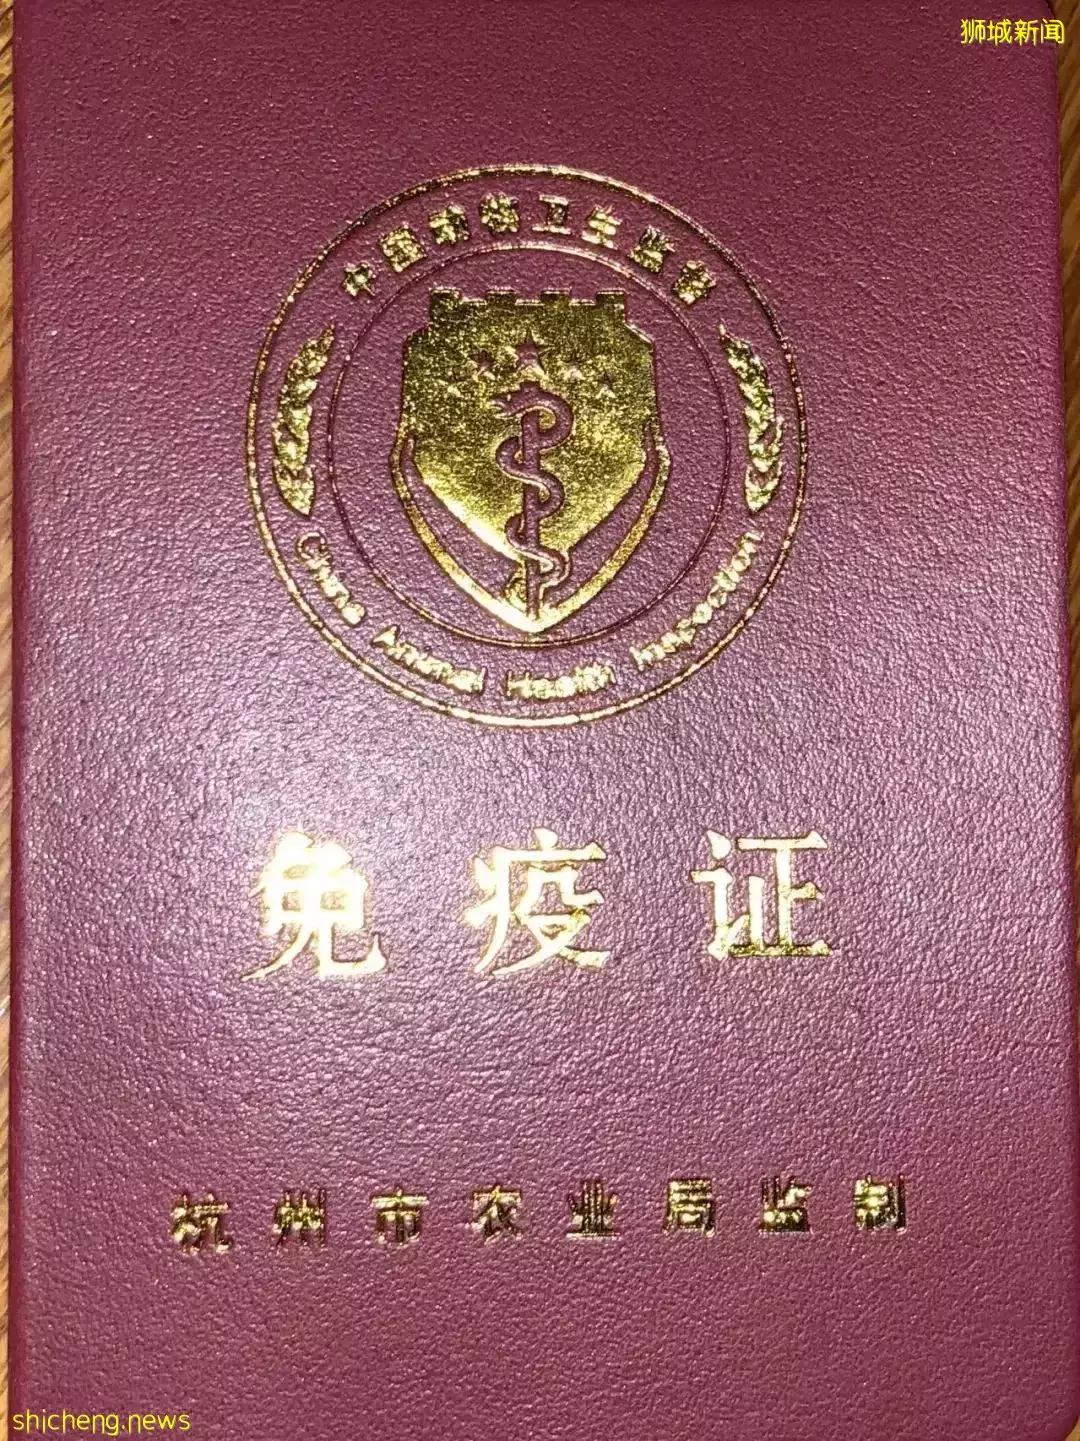 狮城新闻
中国动物卫生监督
China Animal Health Inspection
免疫证
杭州市农业局监制
shicheng.news